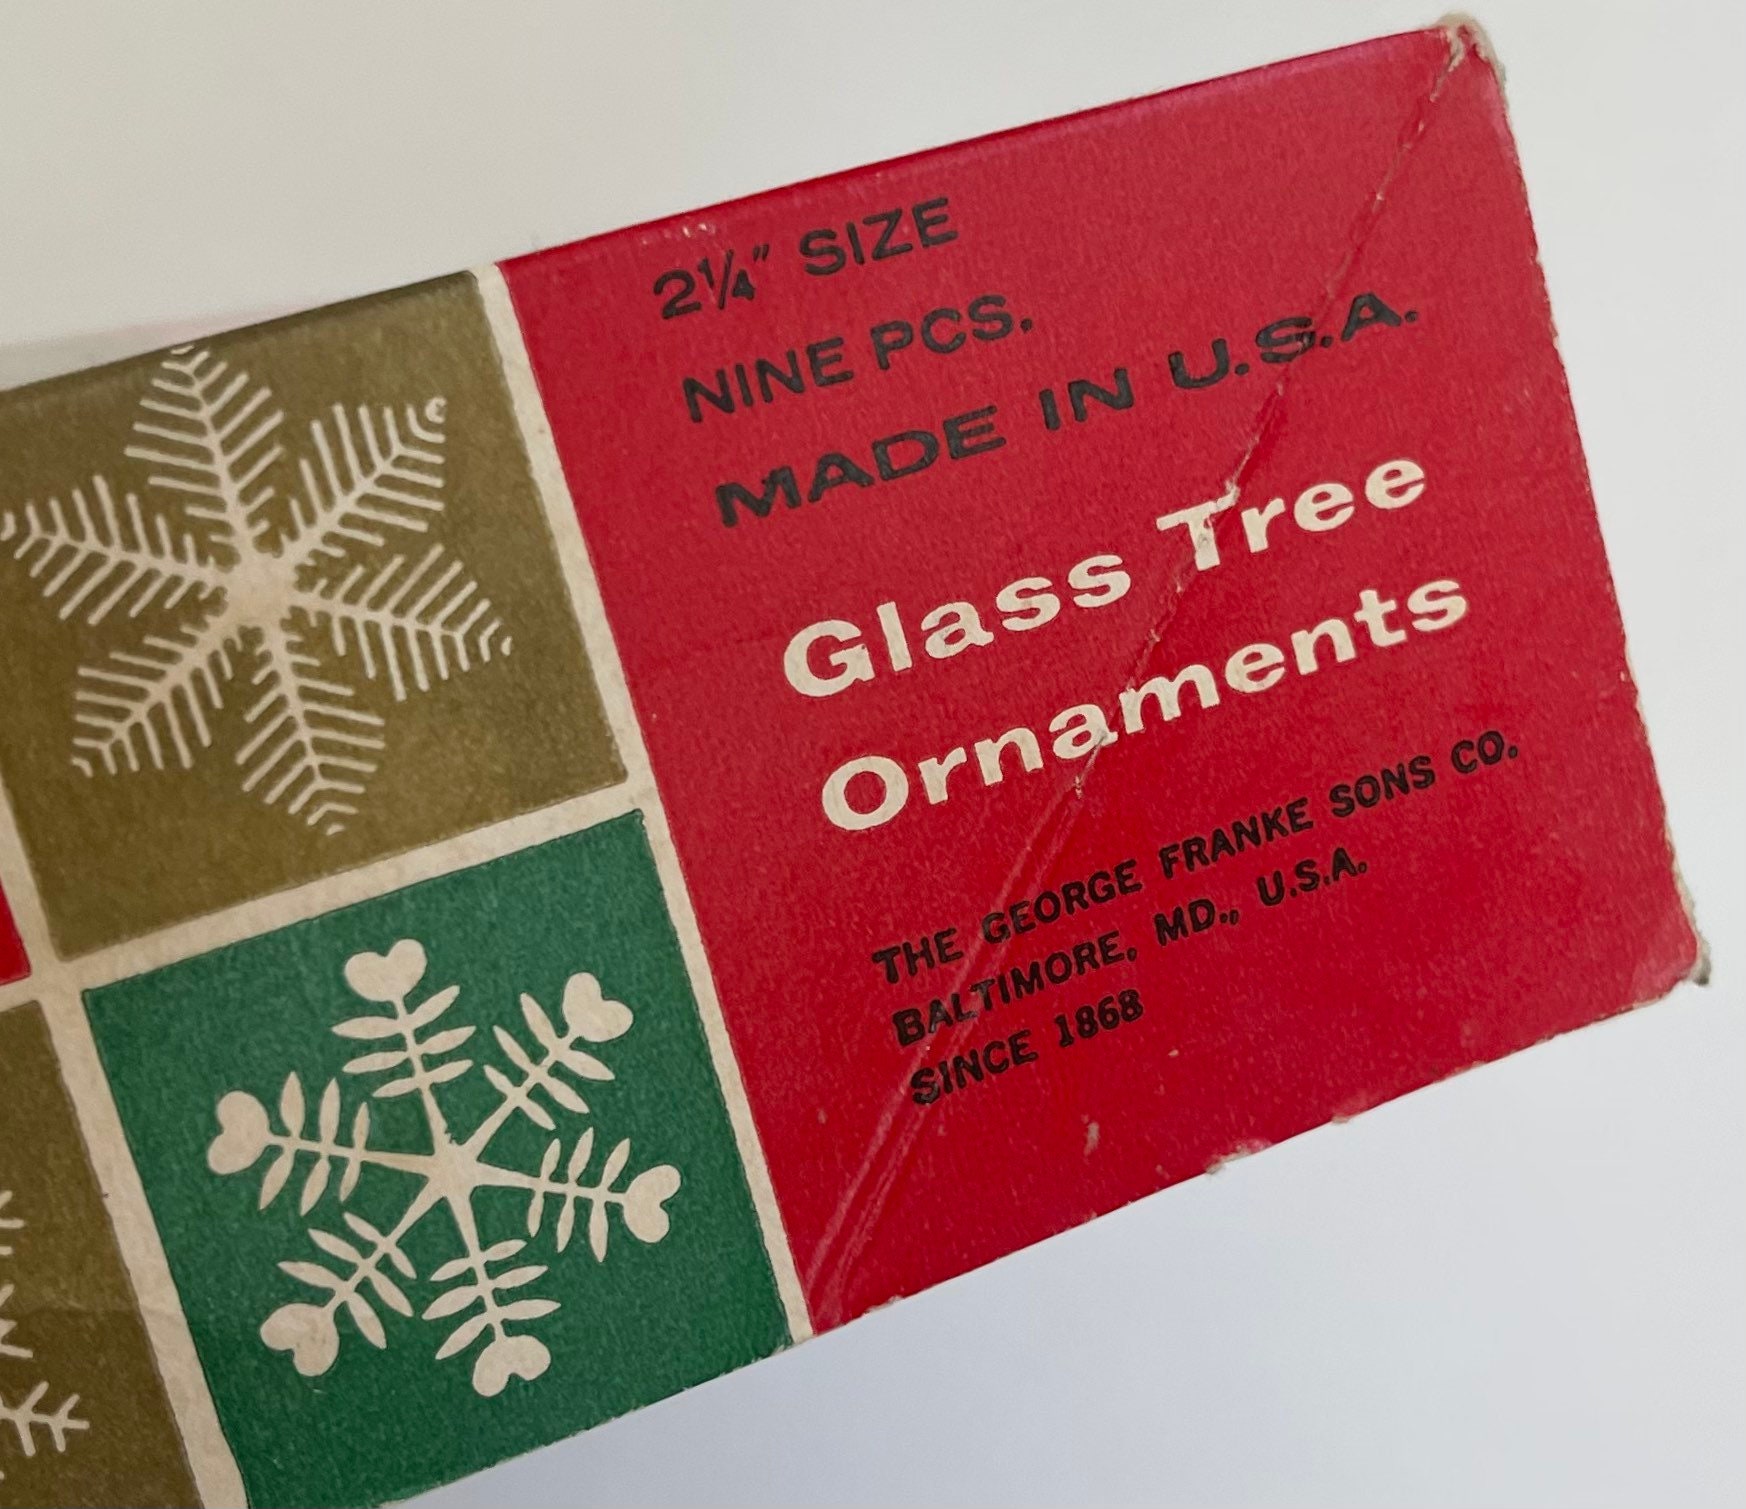 2¼" SIZE
NINE PCS.
MADE IN U.S.A.
Glass Tree
Ornaments
THE GEORGE FRANKE SONS CO.
BALTIMORE, MD., U.S.A.
SINCE 1868